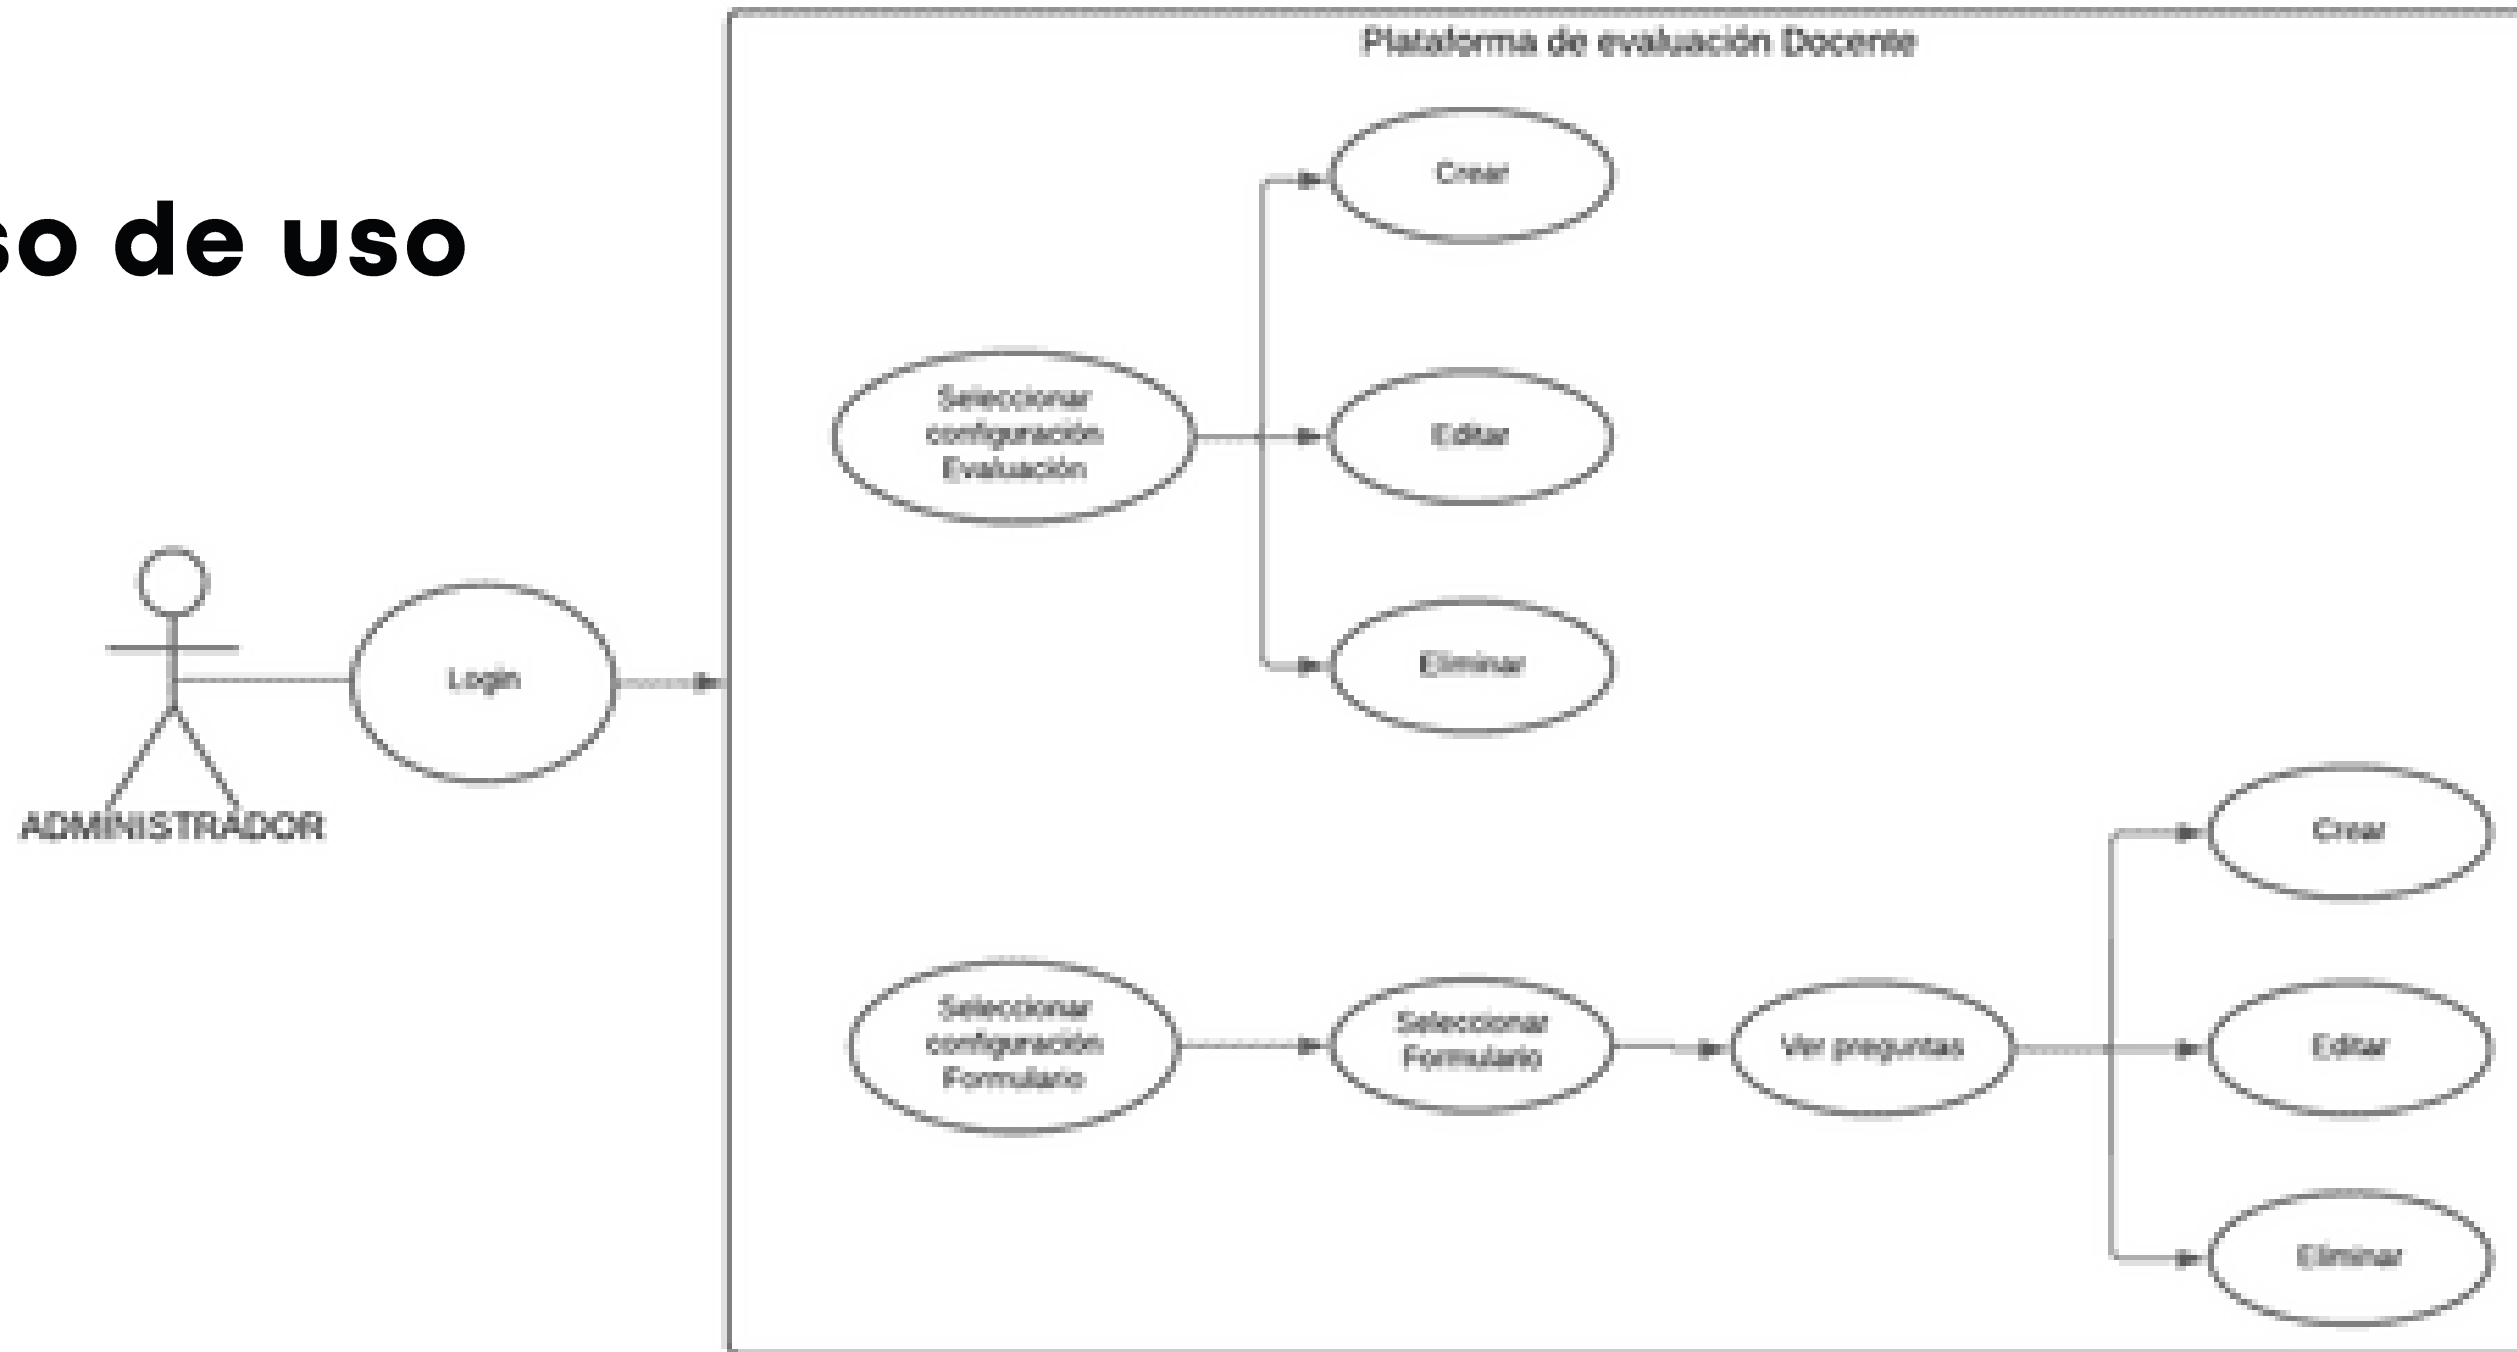 Plataforma de evaluación Docente
so de uso
Crear
Seleccionar
configuración
Evaluación
Editar
Eliminar
Login
ADMINISTRADOR
Crear
Seleccionar
configuración
Formulario
Seleccionar
Formulario
Ver preguntas
Editar
Eliminar